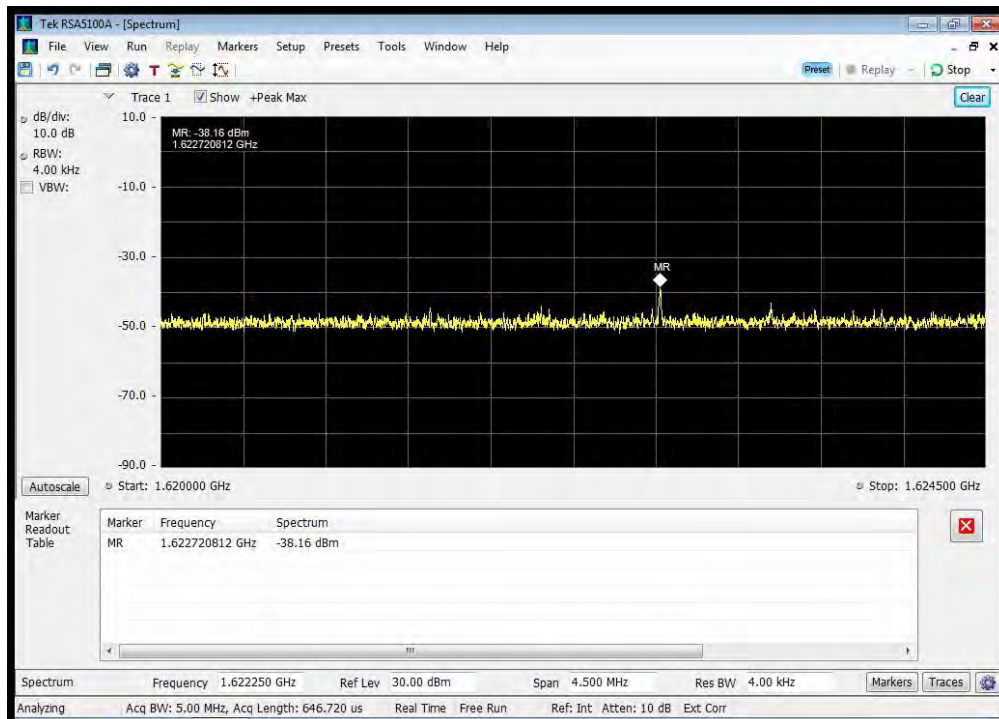 Tek RSA5100A - [Spectrum]
File View Run Replay Markers Setup Presets Tools Window Help
T
Preset Replay Stop
Trace 1 Show +Peak Max Clear
dB/div:
10.0 dB
RBW:
4.00 kHz
VBW:
10.0
-10.0
-30.0
-50.0
-70.0
-90.0
MR: -38.16 dBm
1.622720812 GHz
MR
Autoscale Start: 1.620000 GHz Stop: 1.624500 GHz
Marker
Readout
Table
Marker Frequency Spectrum
MR 1.622720812 GHz -38.16 dBm
Spectrum Frequency 1.622250 GHz Ref Lev 30.00 dBm Span 4.500 MHz Res BW 4.00 kHz Markers Traces
Analyzing Acq BW: 5.00 MHz, Acq Length: 646.720 us Real Time Free Run Ref: Int Atten: 10 dB Ext Corr